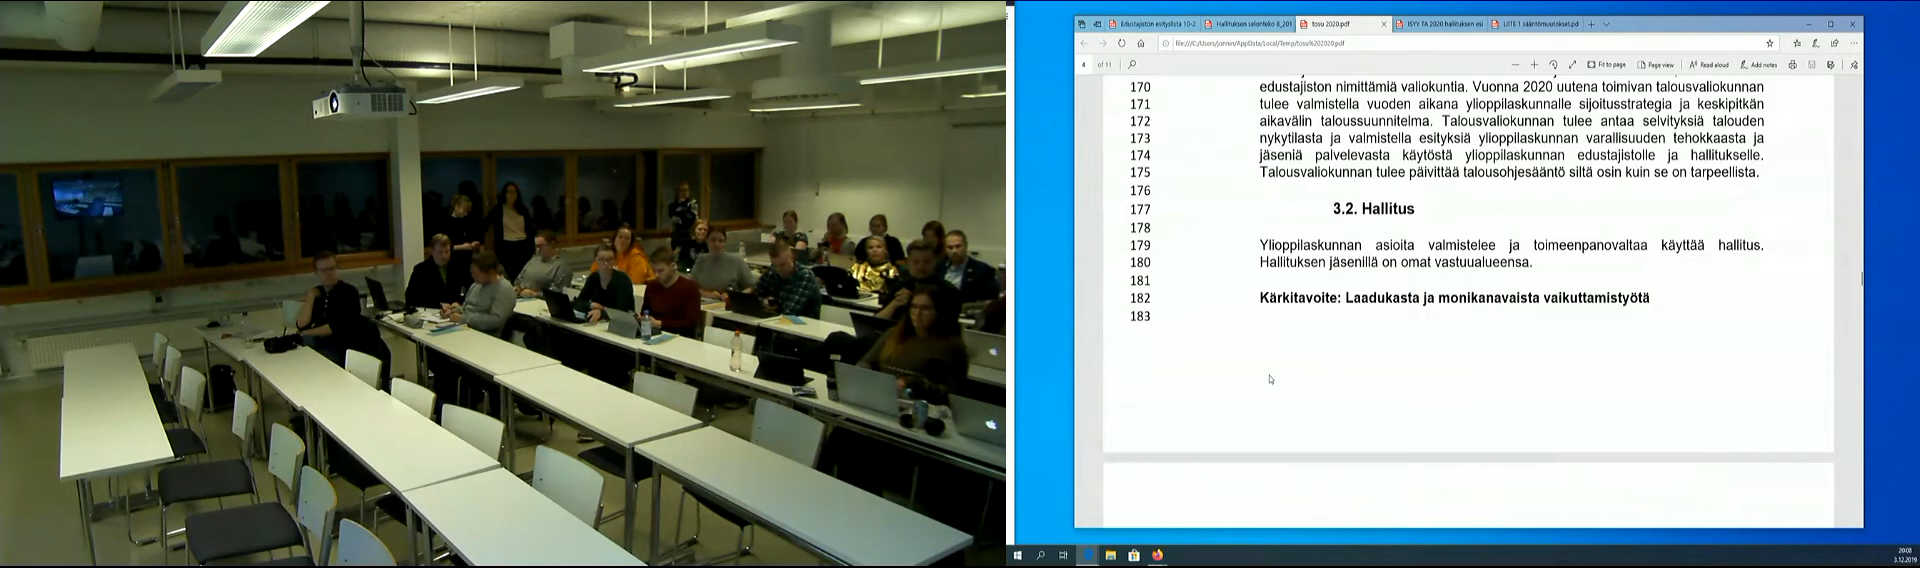 Edustajiston esityslista 10-2
Hallituksen selonteko 8_201
tosu 2020.pdf
ISYY TA 2020 hallituksen esi
LIITE 1 sääntömuutokset.pd
file:///C:/Users/jornin/AppData/Local/Temp/tosu%202020.pdf
4 of 11
Fit to page
Page view
Read aloud
Add notes
170 edustajiston nimittämiä valiokuntia. Vuonna 2020 uutena toimivan talousvaliokunnan
171 tulee valmistella vuoden aikana ylioppilaskunnalle sijoitusstrategia ja keskipitkän
172 aikavälin taloussuunnitelma. Talousvaliokunnan tulee antaa selvityksiä talouden
173 nykytilasta ja valmistella esityksiä ylioppilaskunnan varallisuuden tehokkaasta ja
174 jäseniä palvelevasta käytöstä ylioppilaskunnan edustajistolle ja hallitukselle.
175 Talousvaliokunnan tulee päivittää talousohjesääntö siltä osin kuin se on tarpeellista.
176
177 3.2. Hallitus
178
179 Ylioppilaskunnan asioita valmistelee ja toimeenpanovaltaa käyttää hallitus.
180 Hallituksen jäsenillä on omat vastuualueensa.
181
182 Kärkitavoite: Laadukasta ja monikanavaista vaikuttamistyötä
183
20:08
3.12.2019